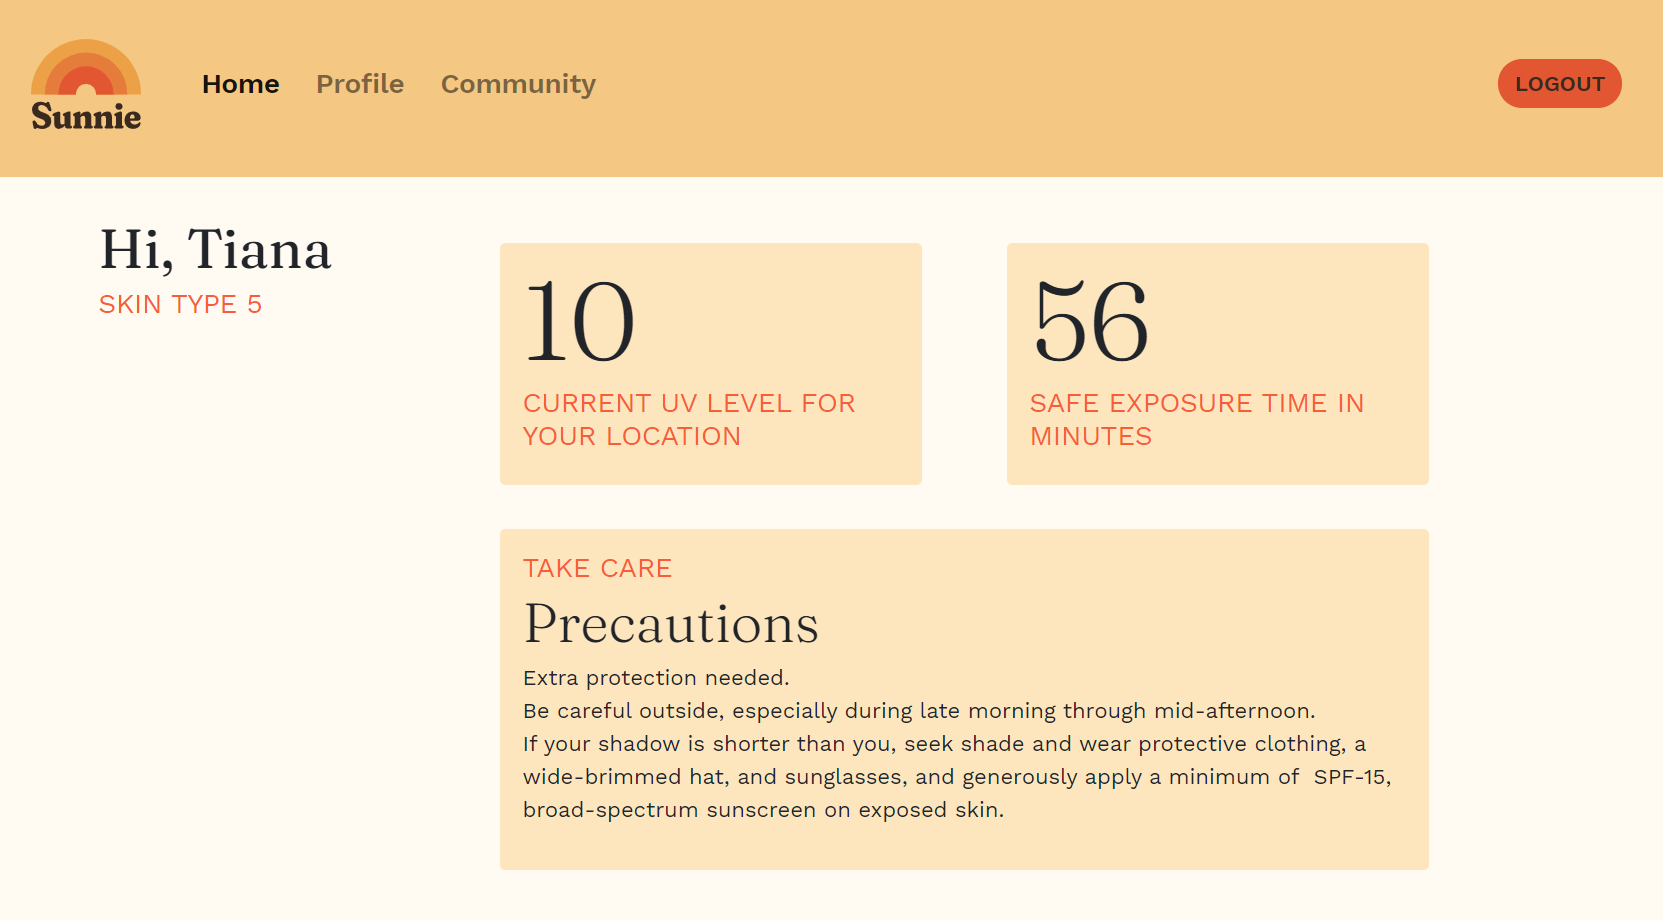 Sunnie
Home Profile Community
LOGOUT
Hi, Tiana
SKIN TYPE 5
10
CURRENT UV LEVEL FOR
YOUR LOCATION
56
SAFE EXPOSURE TIME IN
MINUTES
TAKE CARE
Precautions
Extra protection needed.
Be careful outside, especially during late morning through mid-afternoon.
If your shadow is shorter than you, seek shade and wear protective clothing, a
wide-brimmed hat, and sunglasses, and generously apply a minimum of  SPF-15,
broad-spectrum sunscreen on exposed skin.